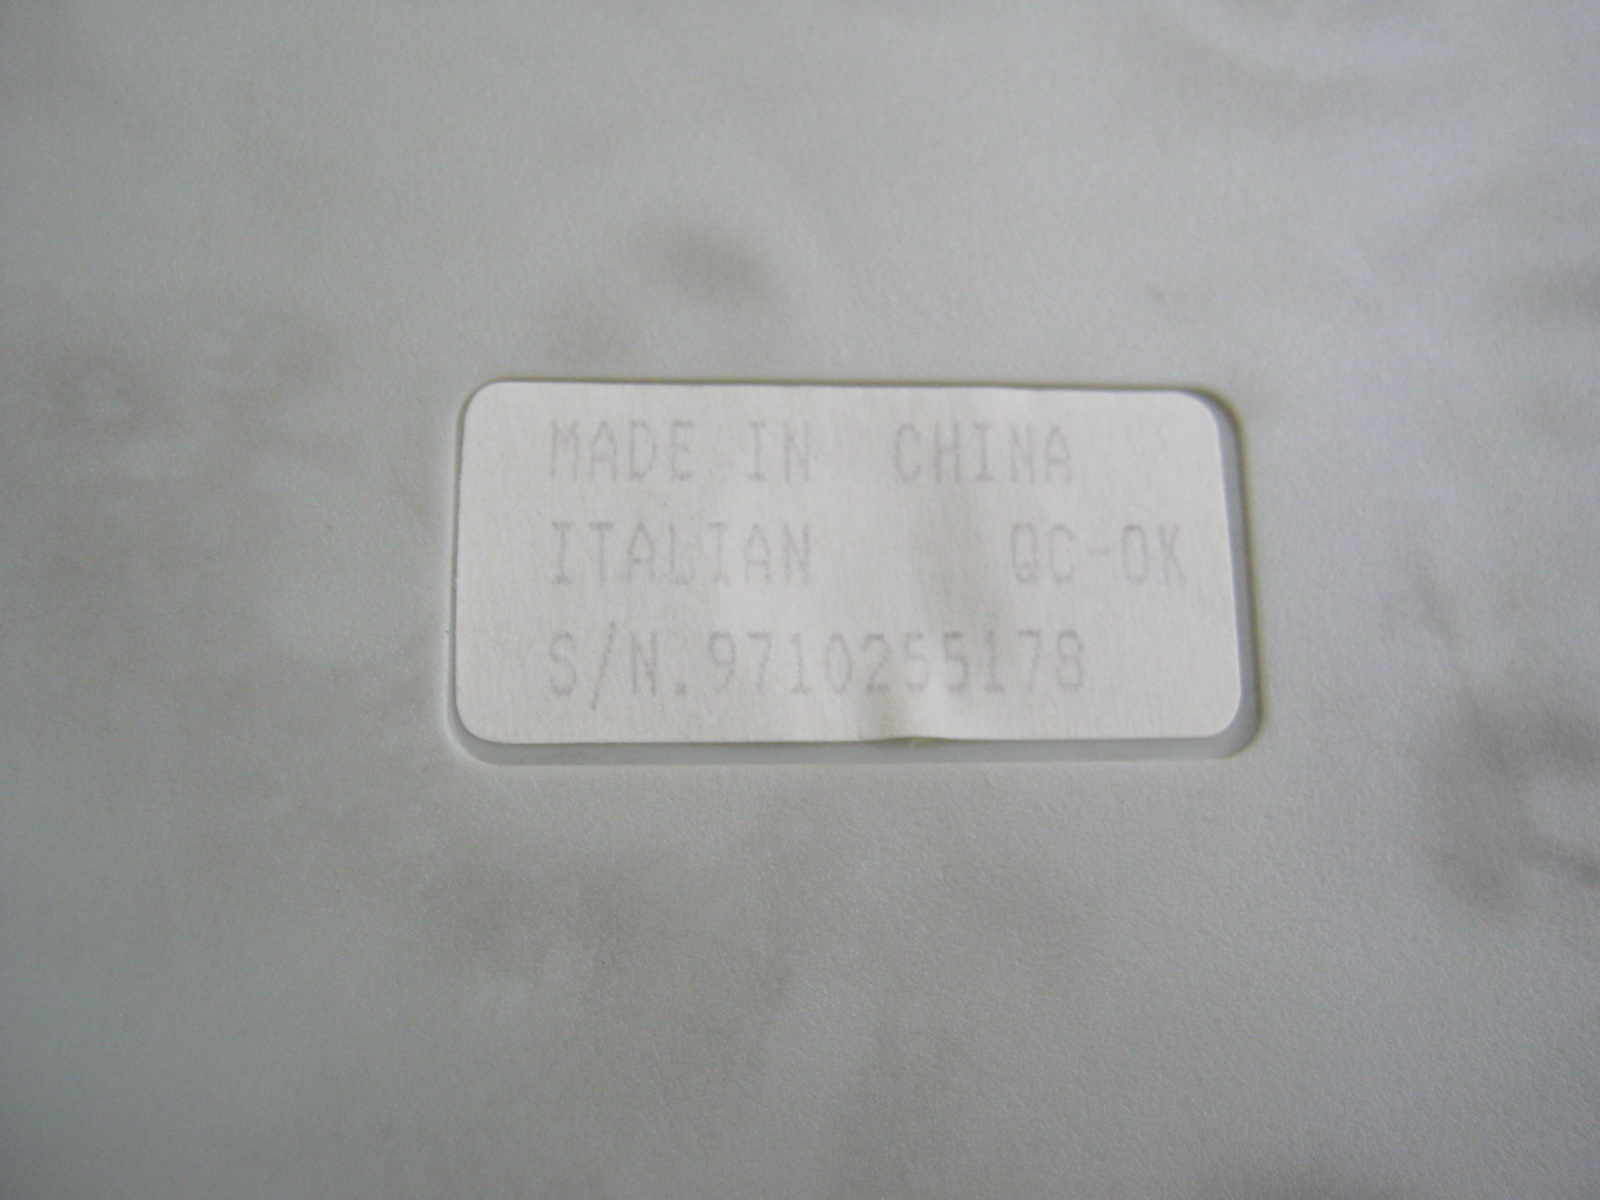 MADE IN CHINA
ITALIAN QC-OK
S/N.9710255178